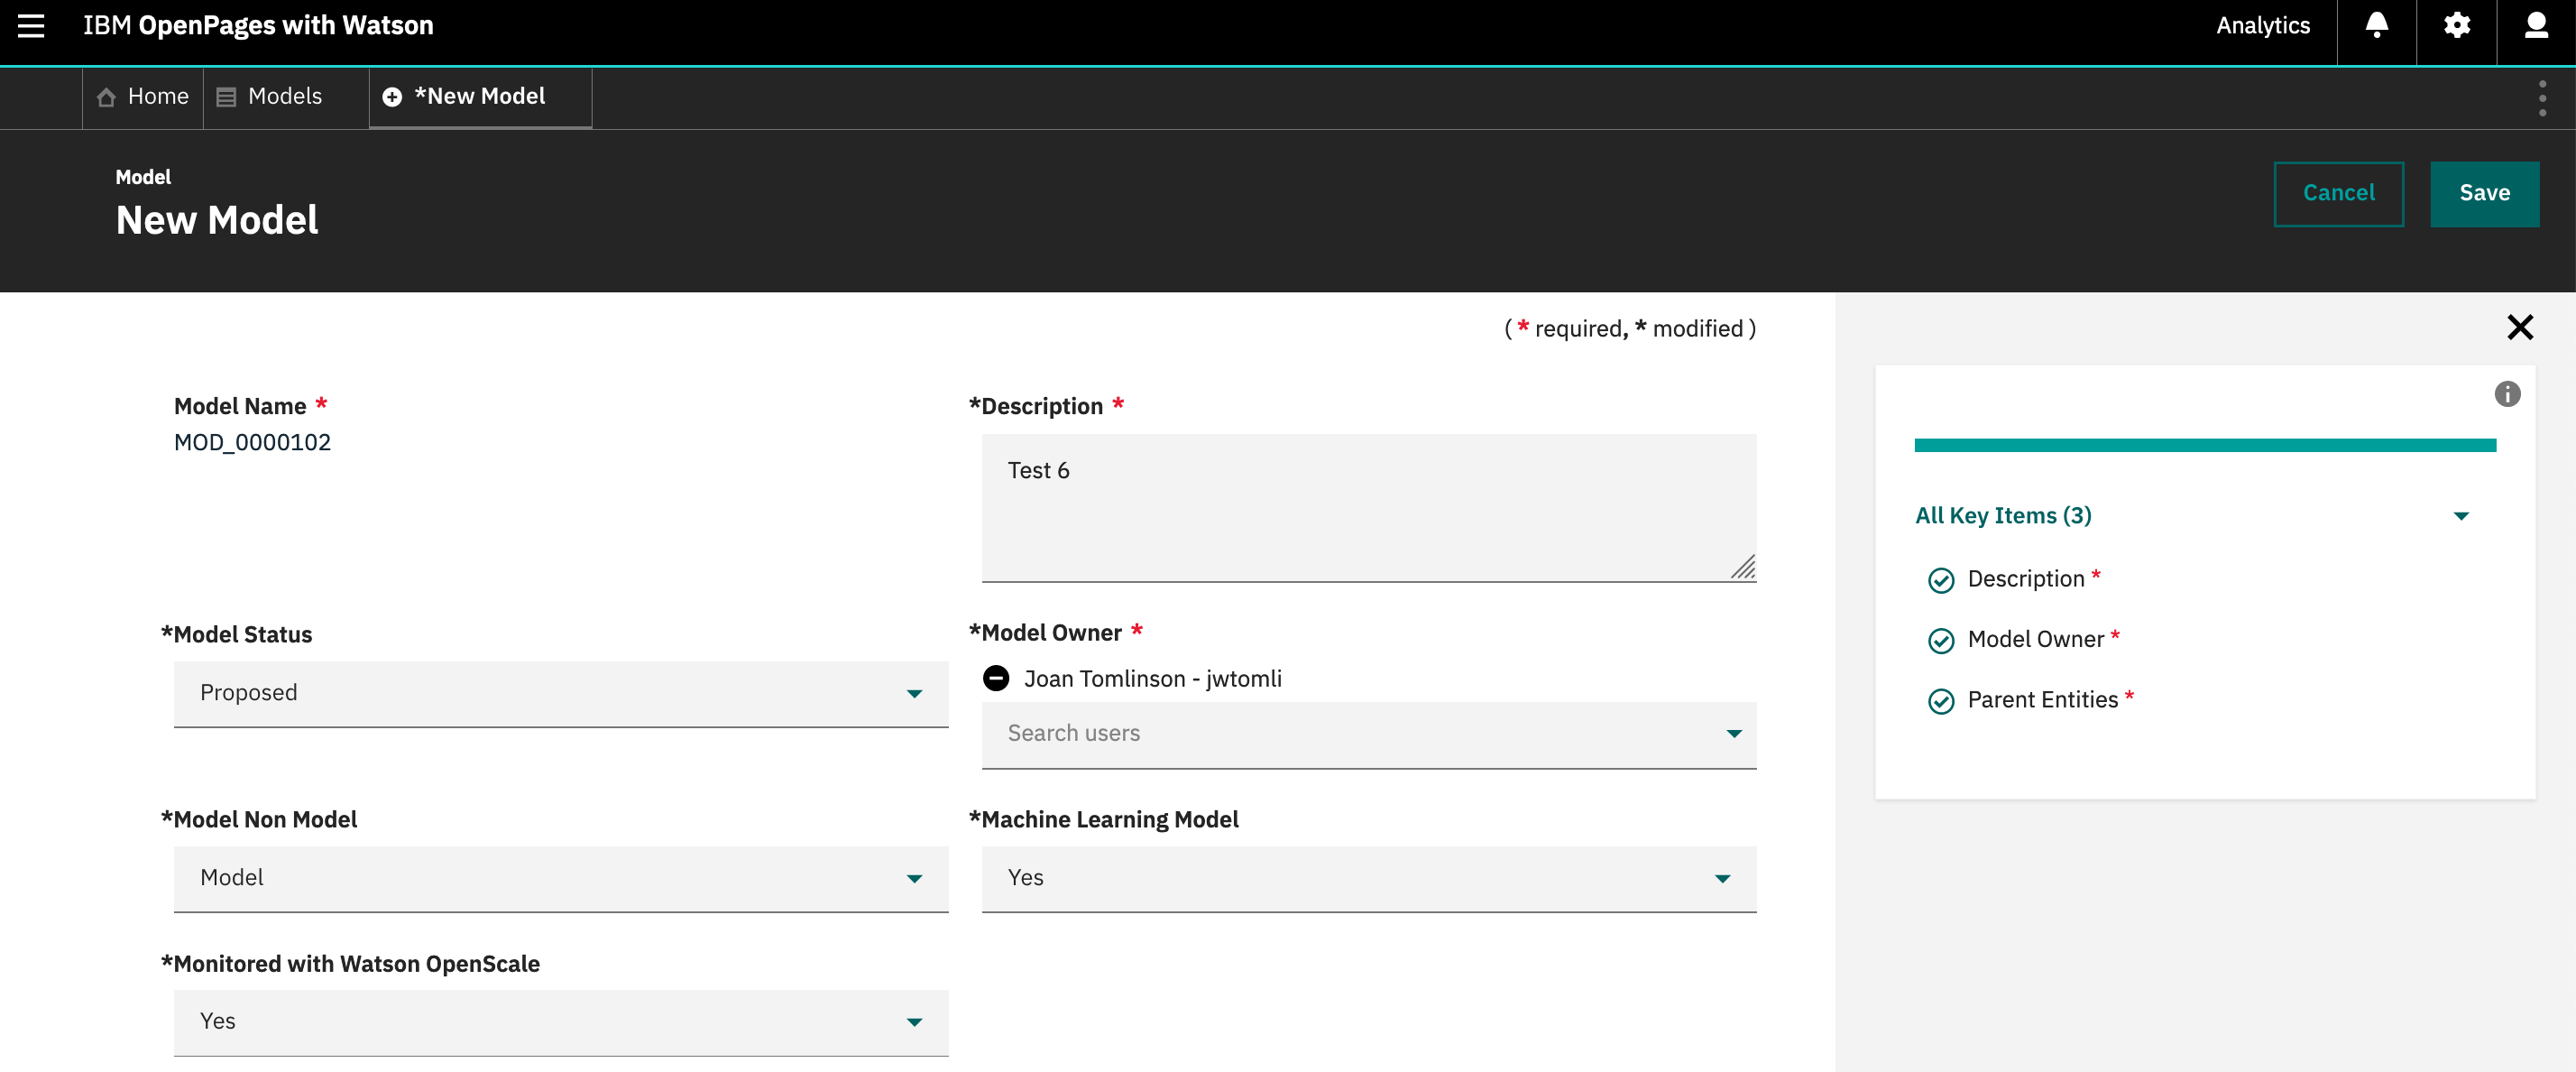 IBM OpenPages with Watson
Analytics
Home
Models
*New Model
Model
New Model
Cancel
Save
( * required, * modified )
Model Name *
MOD_0000102
*Description *
Test 6
*Model Status
Proposed
*Model Owner *
Joan Tomlinson - jwtomli
Search users
*Model Non Model
Model
*Machine Learning Model
Yes
*Monitored with Watson OpenScale
Yes
All Key Items (3)
Description *
Model Owner *
Parent Entities *